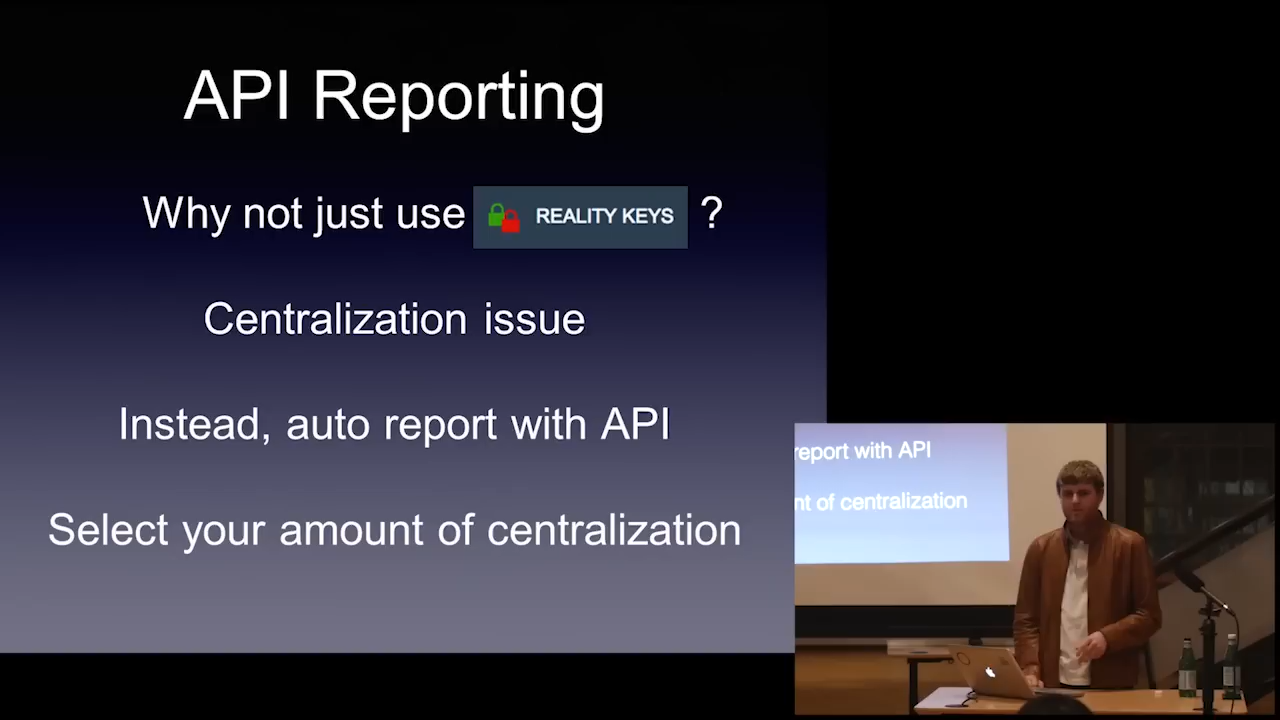 API Reporting
Why not just use REALITY KEYS ?
Centralization issue
Instead, auto report with API
Select your amount of centralization
report with API
nt of centralization